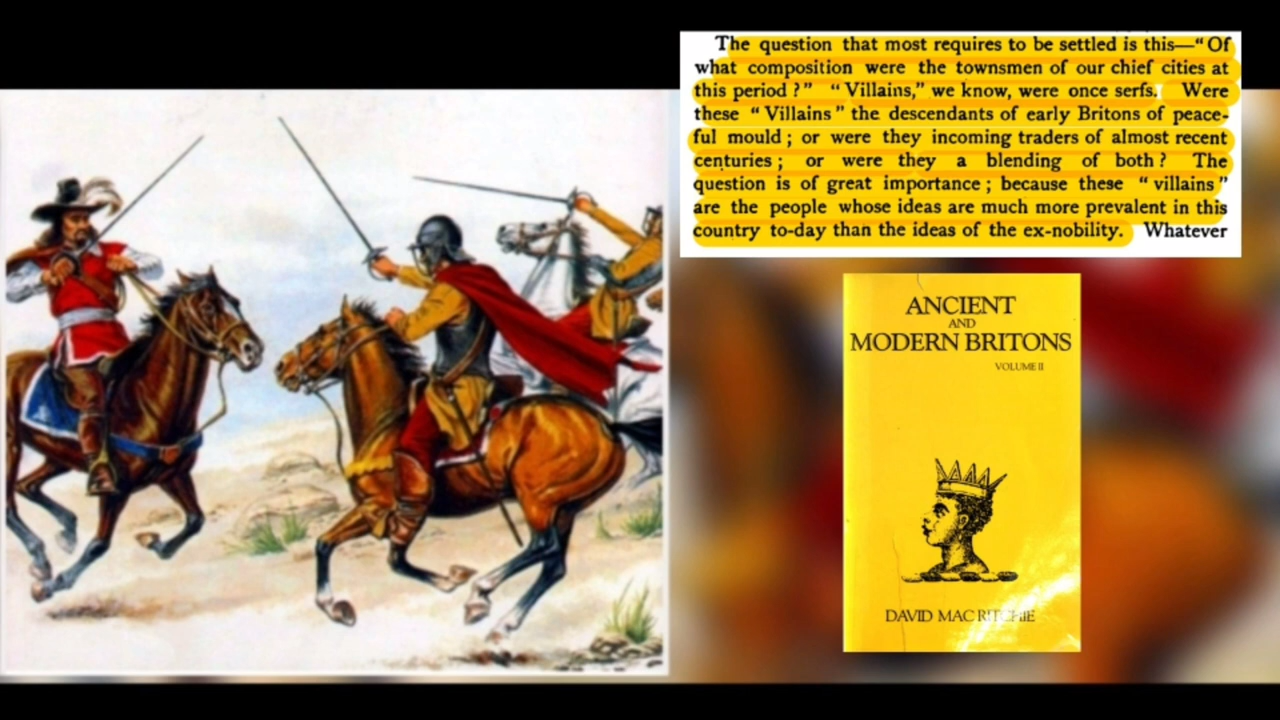 The question that most requires to be settled is this—“Of
what composition were the townsmen of our chief cities at
this period ?” “Villains,” we know, were once serfs. Were
these “Villains” the descendants of early Britons of peace-
ful mould ; or were they incoming traders of almost recent
centuries ; or were they a blending of both ? The
question is of great importance ; because these “villains”
are the people whose ideas are much more prevalent in this
country to-day than the ideas of the ex-nobility. Whatever
ANCIENT
AND
MODERN BRITONS
VOLUME II
DAVID MAC RITCHIE